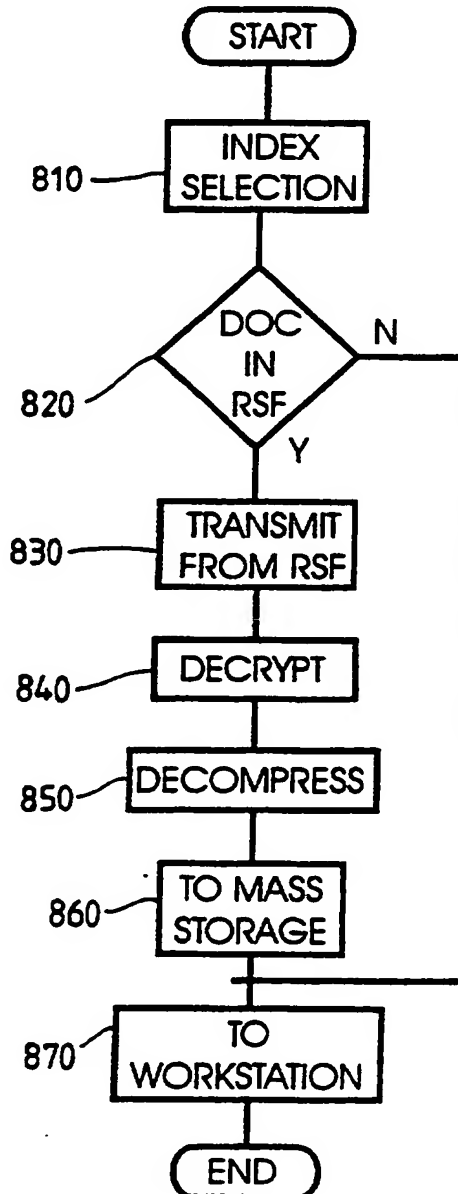 START
810
INDEX
SELECTION
820
DOC
IN
RSF
N
Y
830
TRANSMIT
FROM RSF
840
DECRYPT
850
DECOMPRESS
860
TO MASS
STORAGE
870
TO
WORKSTATION
END